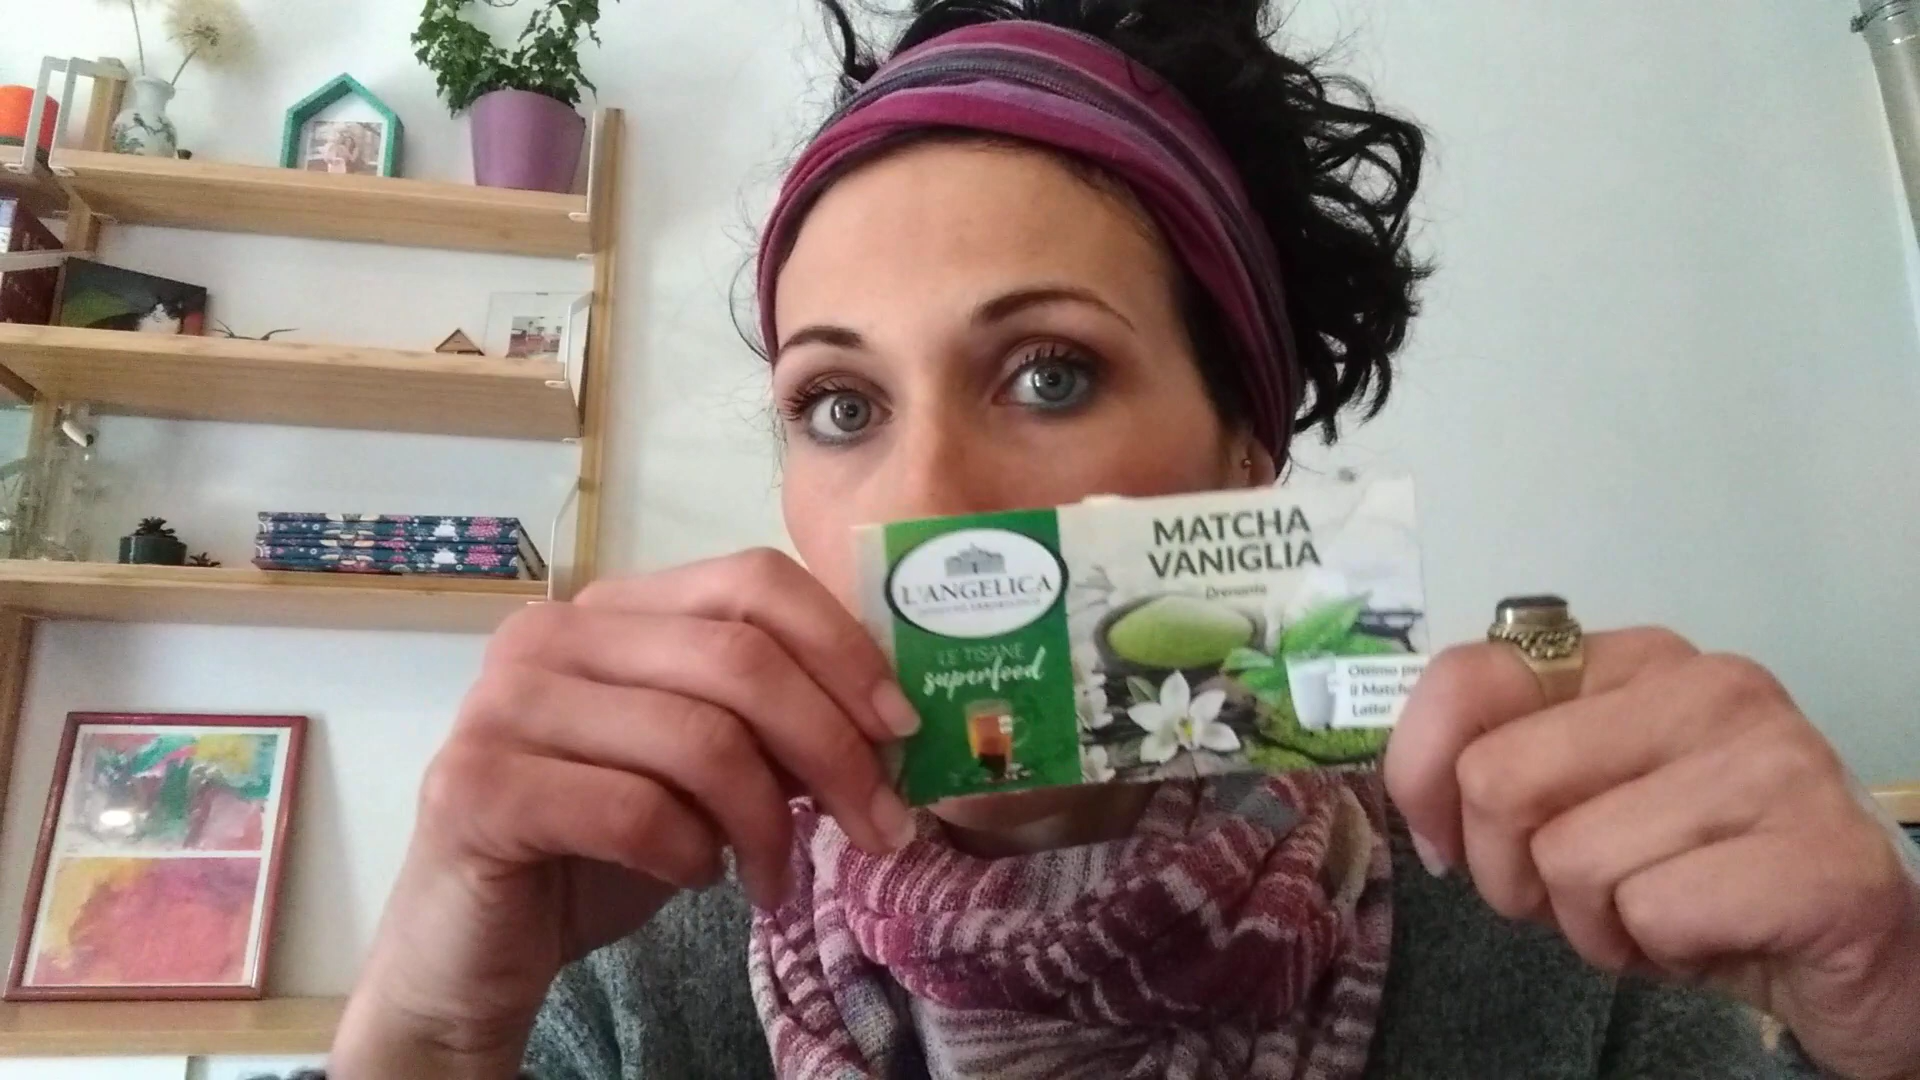 L'ANGELICA
LE TISANE
superfood
MATCHA
VANIGLIA
Drenante
Ottimo per
il Matcha
Latte!